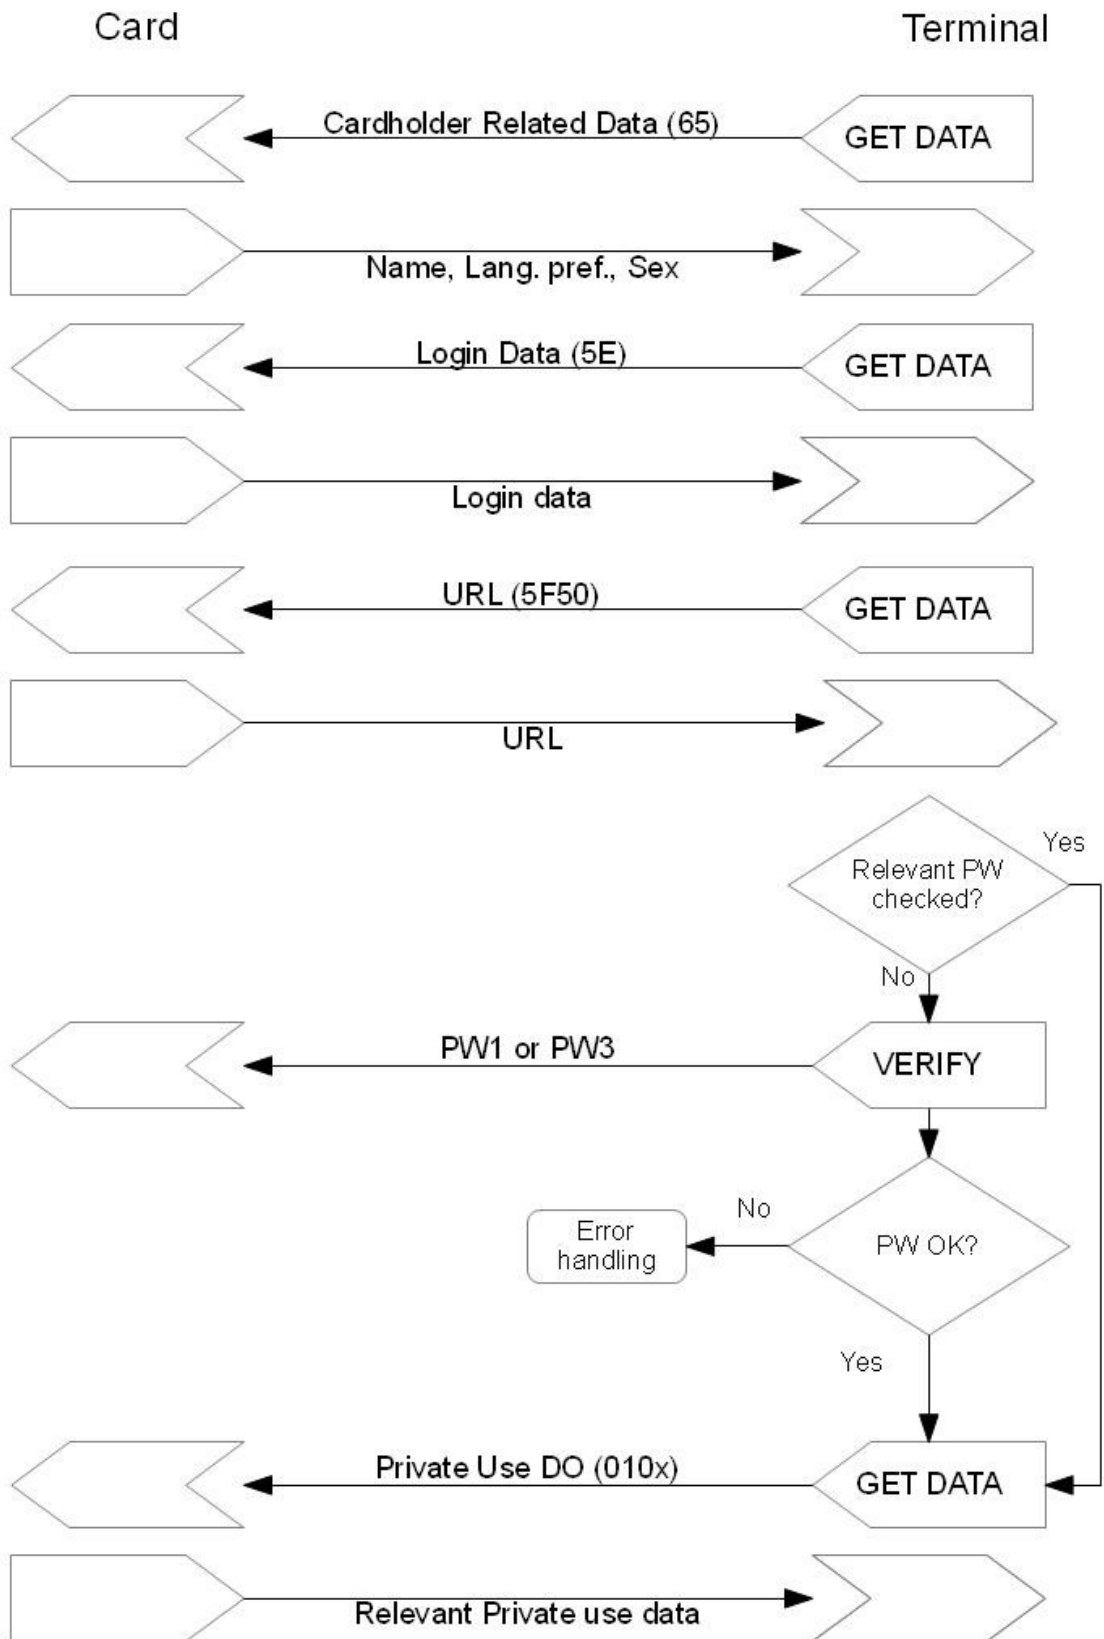 Card
Terminal
Cardholder Related Data (65)
GET DATA
Name, Lang. pref., Sex
Login Data (5E)
GET DATA
Login data
URL (5F50)
GET DATA
URL
Relevant PW
checked?
Yes
No
PW1 or PW3
VERIFY
Error
handling
No
PW OK?
Yes
Private Use DO (010x)
GET DATA
Relevant Private use data